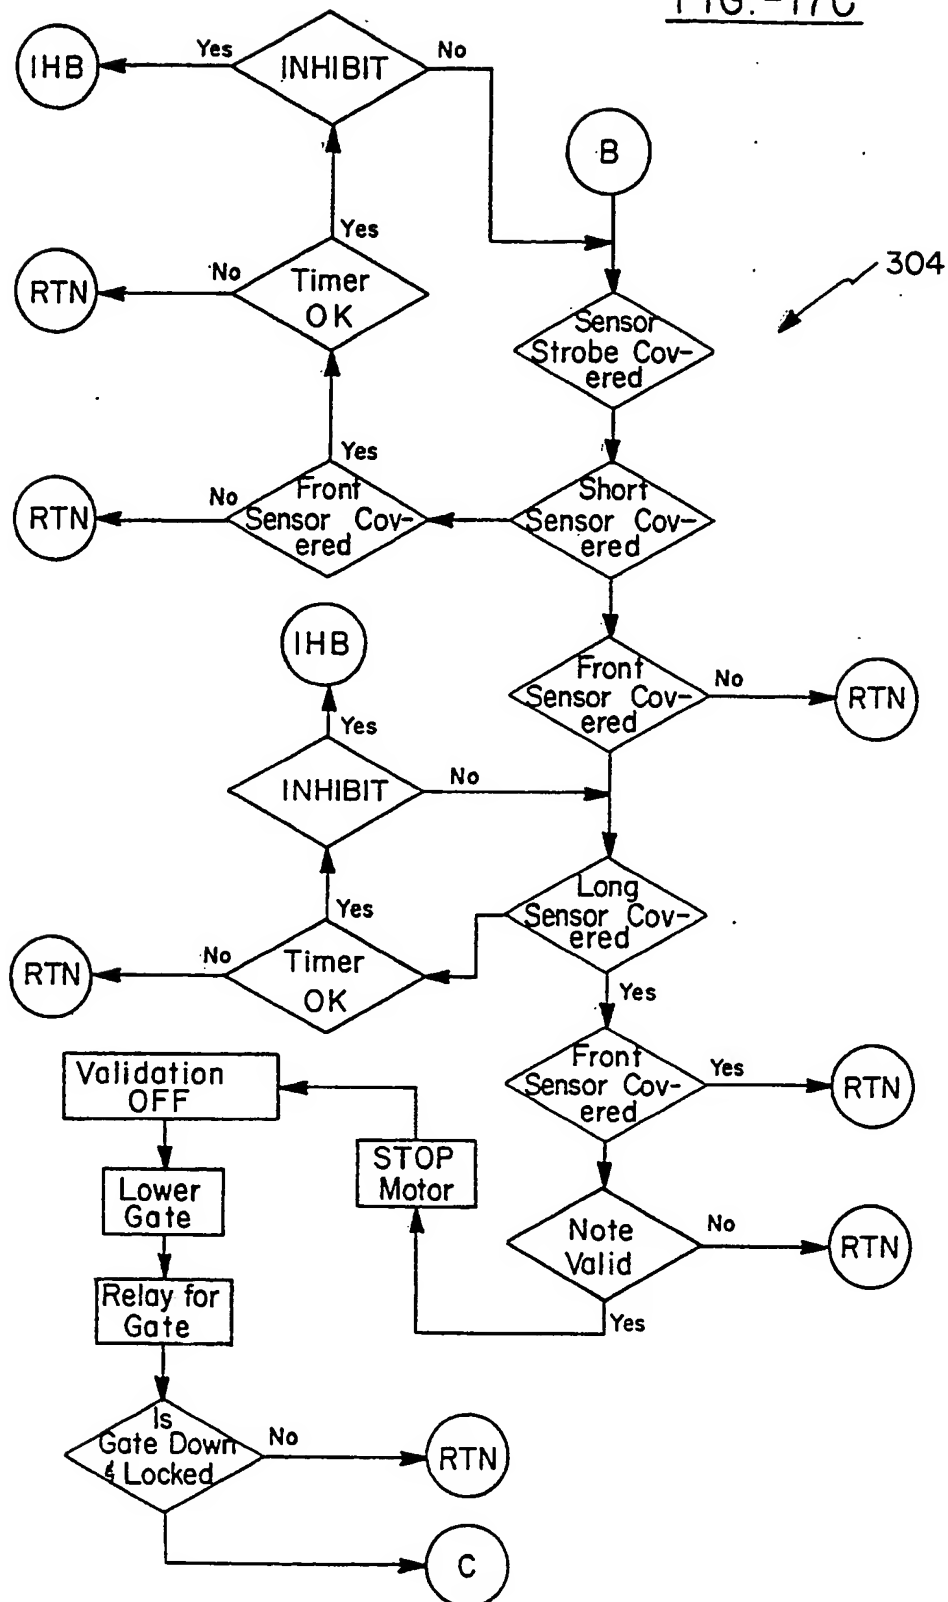 FIG.-17C
IHB
Yes
INHIBIT
No
B
304
Yes
RTN
No
Timer
OK
Sensor
Strobe Cov-
ered
Yes
RTN
No
Front
Sensor Cov-
ered
Short
Sensor Cov-
ered
IHB
Front
Sensor Cov-
ered
No
RTN
Yes
INHIBIT
No
Yes
Long
Sensor Cov-
ered
RTN
No
Timer
OK
Yes
Validation
OFF
Front
Sensor Cov-
ered
Yes
RTN
STOP
Motor
Lower
Gate
Note
Valid
No
RTN
Relay for
Gate
Yes
Is
Gate Down
& Locked
No
RTN
C